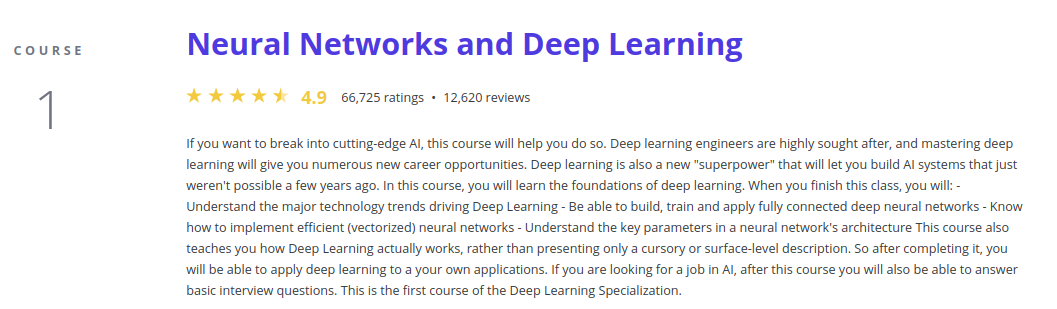 COURSE
1
Neural Networks and Deep Learning
4.9 66,725 ratings • 12,620 reviews
If you want to break into cutting-edge AI, this course will help you do so. Deep learning engineers are highly sought after, and mastering deep
learning will give you numerous new career opportunities. Deep learning is also a new "superpower" that will let you build AI systems that just
weren't possible a few years ago. In this course, you will learn the foundations of deep learning. When you finish this class, you will: -
Understand the major technology trends driving Deep Learning - Be able to build, train and apply fully connected deep neural networks - Know
how to implement efficient (vectorized) neural networks - Understand the key parameters in a neural network's architecture This course also
teaches you how Deep Learning actually works, rather than presenting only a cursory or surface-level description. So after completing it, you
will be able to apply deep learning to a your own applications. If you are looking for a job in AI, after this course you will also be able to answer
basic interview questions. This is the first course of the Deep Learning Specialization.